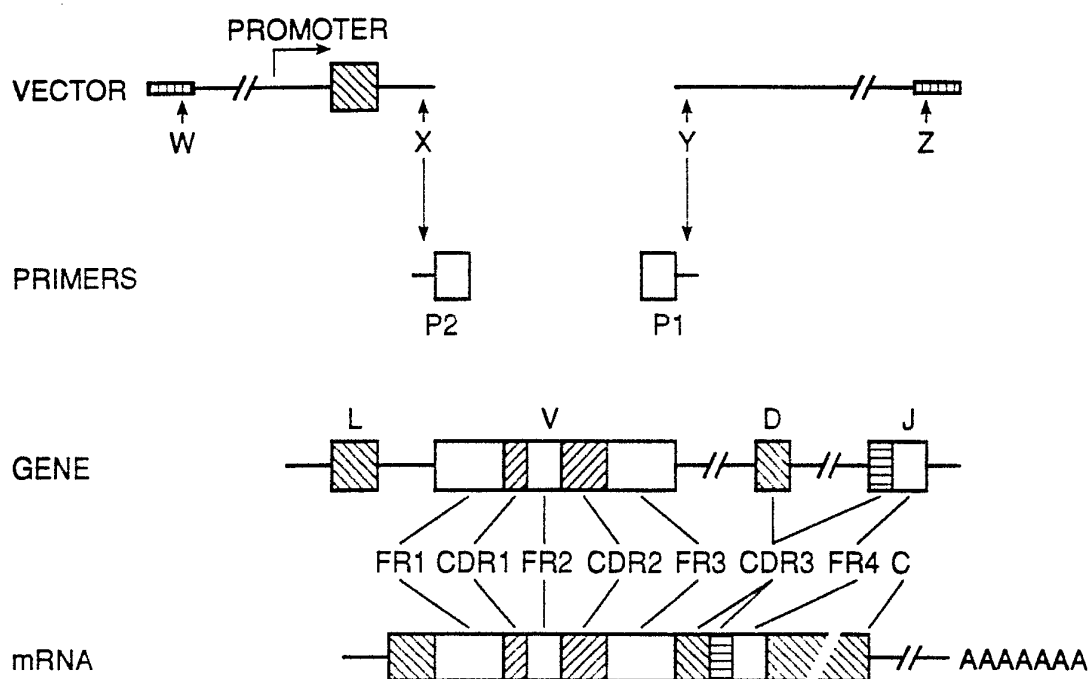 PROMOTER
VECTOR
W X Y Z
PRIMERS
P2 P1
L V D J
GENE
FR1 CDR1 FR2 CDR2 FR3 CDR3 FR4 C
mRNA AAAAAAA